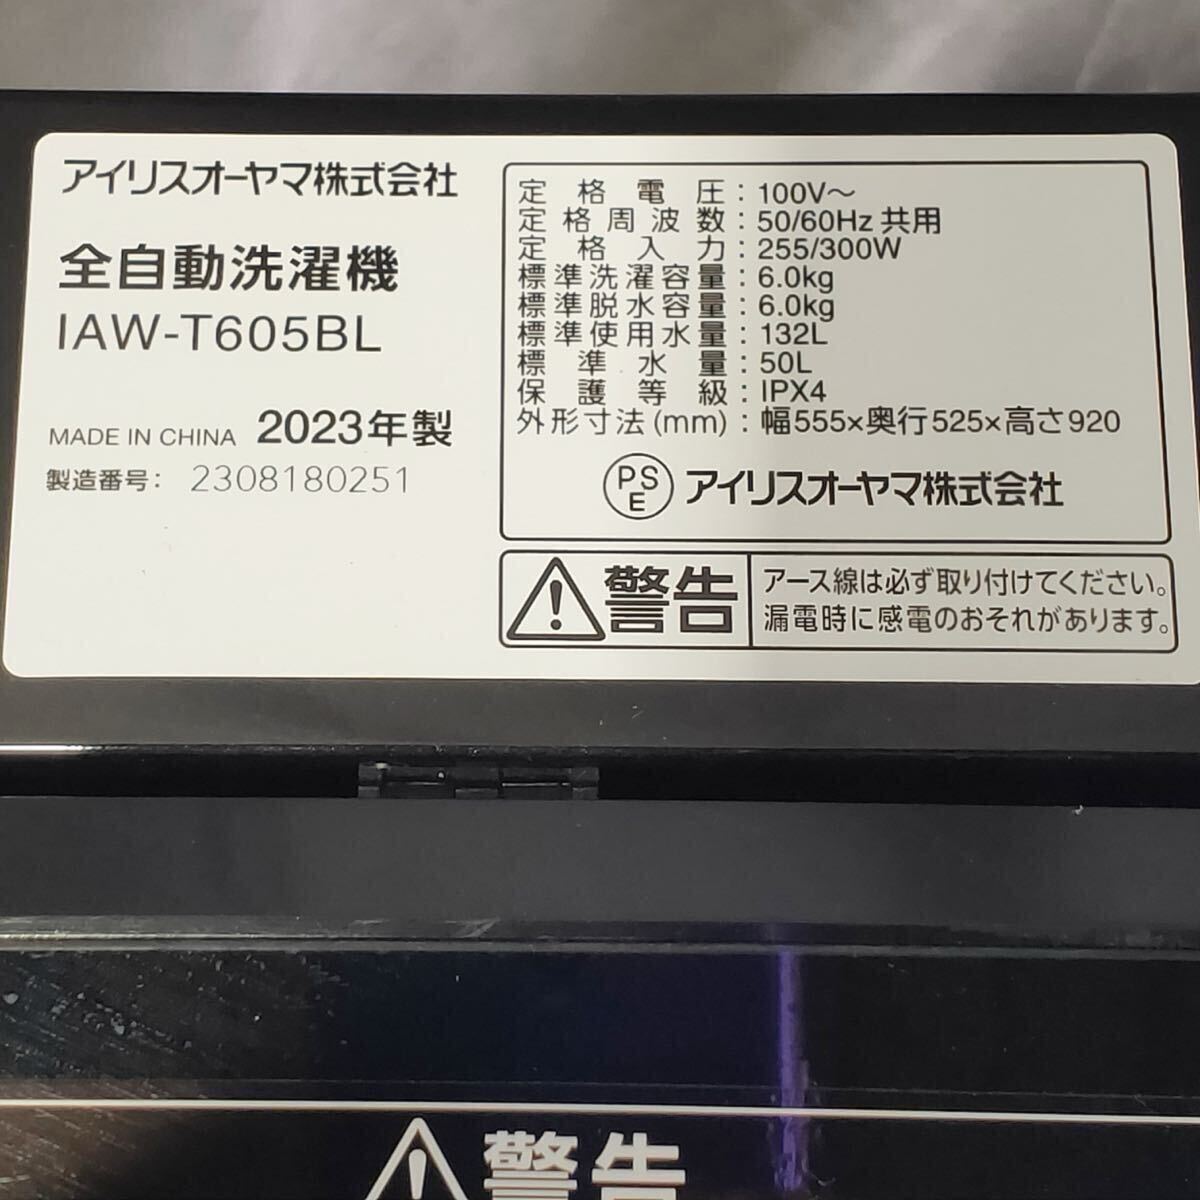 アイリスオーヤマ株式会社
全自動洗濯機
IAW-T605BL
MADE IN CHINA 2023年製
製造番号: 2308180251
定格電圧:100V～
定格周波数:50/60Hz 共用
定格入力:255/300W
標準洗濯容量:6.0kg
標準脱水容量:6.0kg
標準使用水量:132L
標準水量:50L
保護等級:IPX4
外形寸法(mm):幅555×奥行525×高さ920
PSE アイリスオーヤマ株式会社
警告
アース線は必ず取り付けてください。
漏電時に感電のおそれがあります。
警告